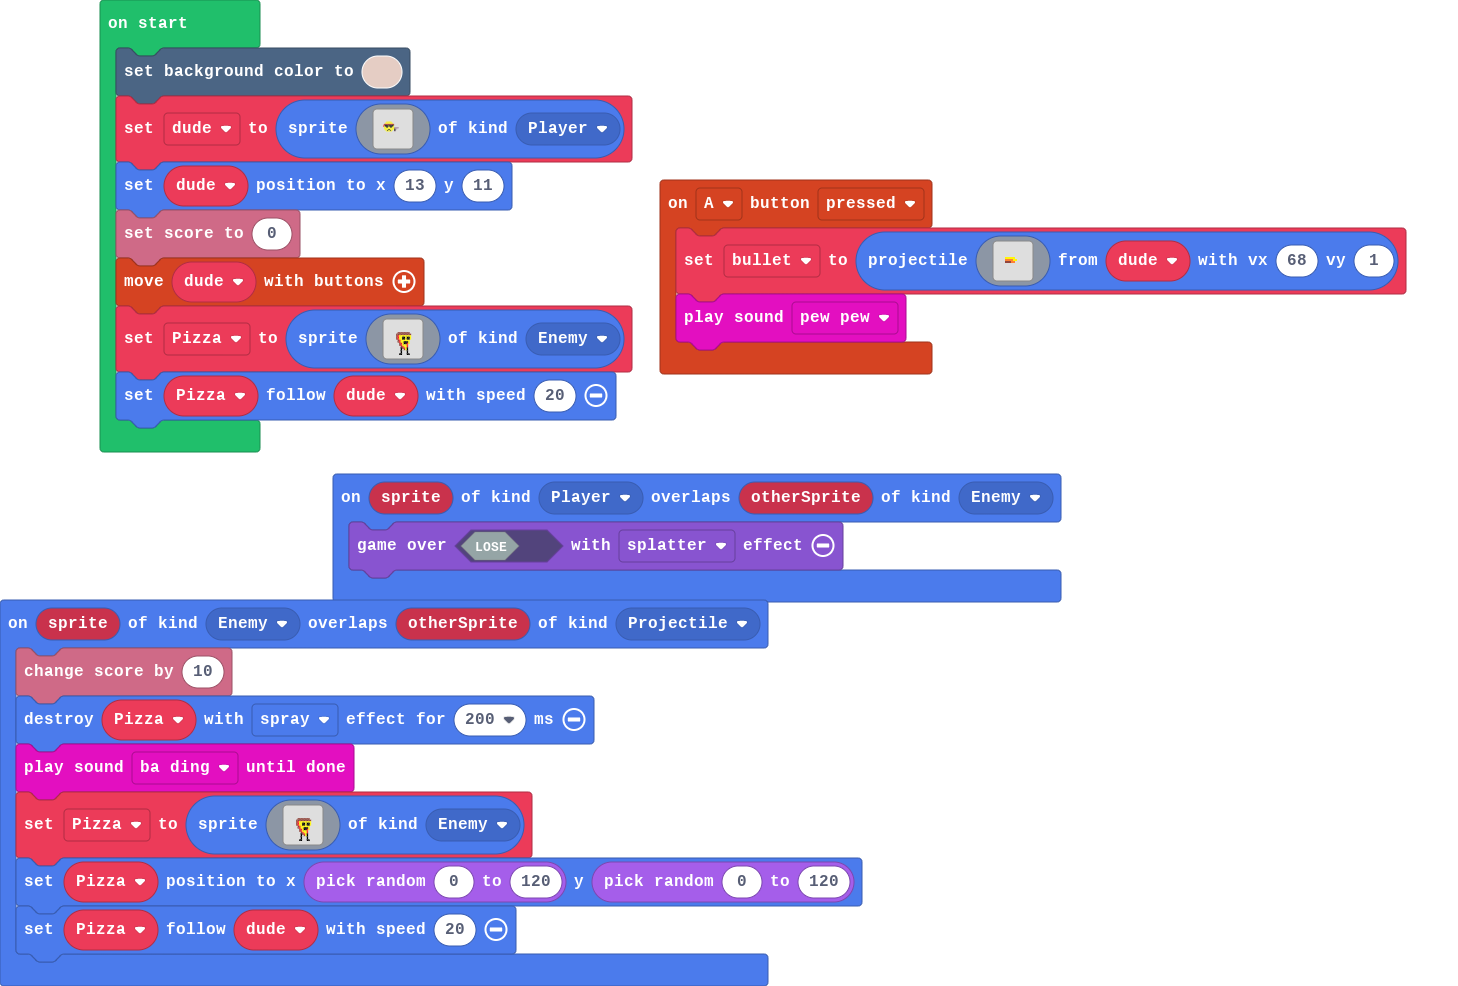 on start
set background color to
set dude to sprite of kind Player
set dude position to x 13 y 11
set score to 0
move dude with buttons
set Pizza to sprite of kind Enemy
set Pizza follow dude with speed 20
on A button pressed
set bullet to projectile from dude with vx 68 vy 1
play sound pew pew
on sprite of kind Player overlaps otherSprite of kind Enemy
game over LOSE with splatter effect
on sprite of kind Enemy overlaps otherSprite of kind Projectile
change score by 10
destroy Pizza with spray effect for 200 ms
play sound ba ding until done
set Pizza to sprite of kind Enemy
set Pizza position to x pick random 0 to 120 y pick random 0 to 120
set Pizza follow dude with speed 20